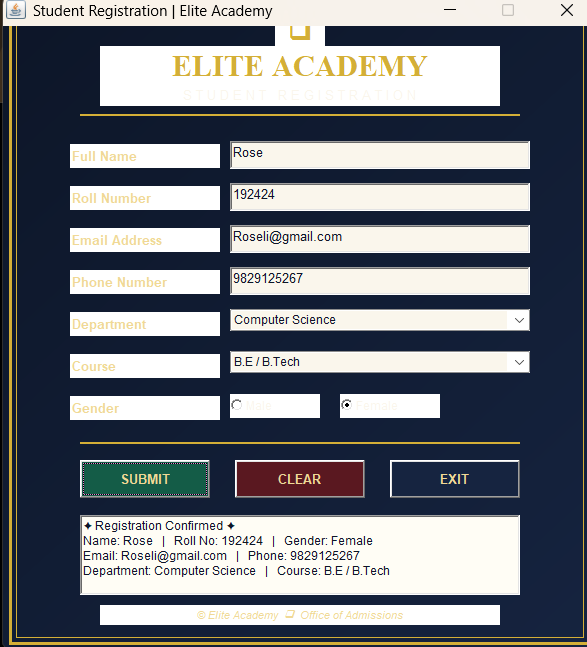 Student Registration | Elite Academy
ELITE ACADEMY
STUDENT REGISTRATION
Full Name Rose
Roll Number 192424
Email Address Roseli@gmail.com
Phone Number 9829125267
Department Computer Science
Course B.E / B.Tech
Gender Male Female
SUBMIT CLEAR EXIT
✦ Registration Confirmed ✦
Name: Rose | Roll No: 192424 | Gender: Female
Email: Roseli@gmail.com | Phone: 9829125267
Department: Computer Science | Course: B.E / B.Tech
© Elite Academy ❑ Office of Admissions